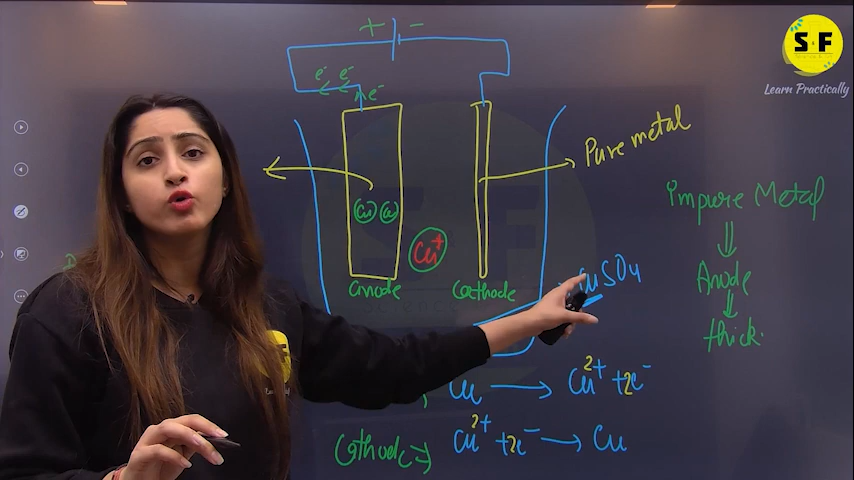 + -
S F
Learn Practically
e⁻ e⁻ e⁻
Pure metal
Impure Metal
⇓
Anode
↓
thick.
Cu Cu
Cu⁺
anode
Cathode
CuSO4
Cu → Cu²⁺ + 2e⁻
Cathode → Cu²⁺ + 2e⁻ → Cu